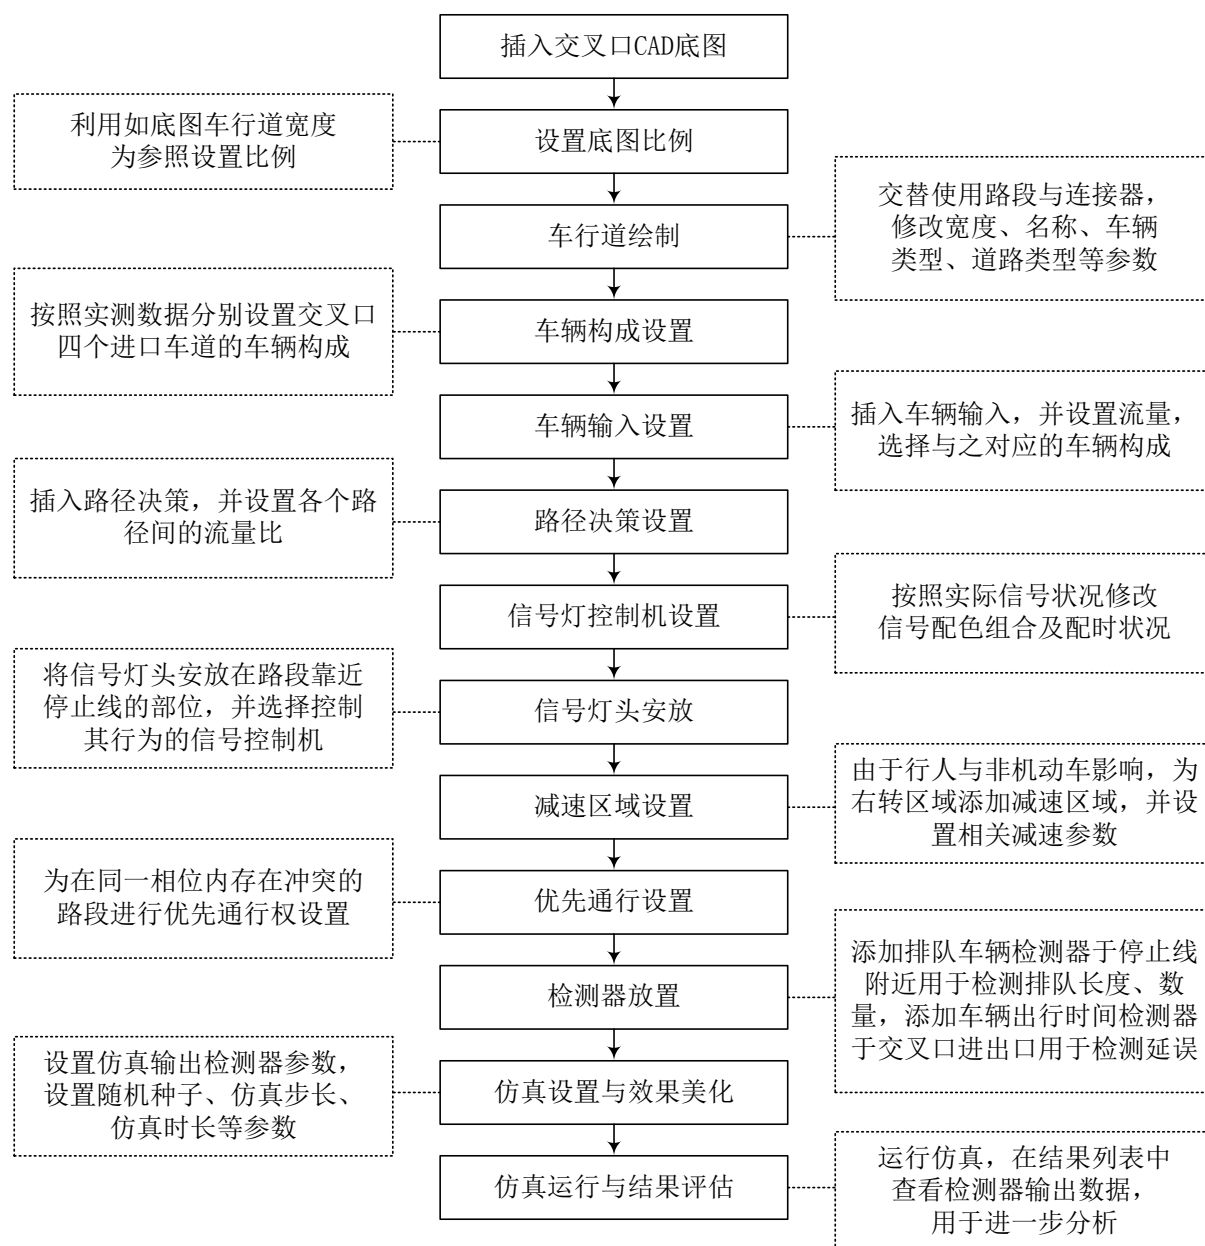 插入交叉口CAD底图
利用如底图车行道宽度
为参照设置比例
设置底图比例
交替使用路段与连接器，
修改宽度、名称、车辆
类型、道路类型等参数
车行道绘制
按照实测数据分别设置交叉口
四个进口车道的车辆构成
车辆构成设置
插入车辆输入，并设置流量，
选择与之对应的车辆构成
车辆输入设置
插入路径决策，并设置各个路
径间的流量比
路径决策设置
按照实际信号状况修改
信号配色组合及配时状况
信号灯控制机设置
将信号灯头安放在路段靠近
停止线的部位，并选择控制
其行为的信号控制机
信号灯头安放
由于行人与非机动车影响，为
右转区域添加减速区域，并设
置相关减速参数
减速区域设置
为在同一相位内存在冲突的
路段进行优先通行权设置
优先通行设置
添加排队车辆检测器于停止线
附近用于检测排队长度、数
量，添加车辆出行时间检测器
于交叉口进出口用于检测延误
检测器放置
设置仿真输出检测器参数，
设置随机种子、仿真步长、
仿真时长等参数
仿真设置与效果美化
运行仿真，在结果列表中
查看检测器输出数据，
用于进一步分析
仿真运行与结果评估